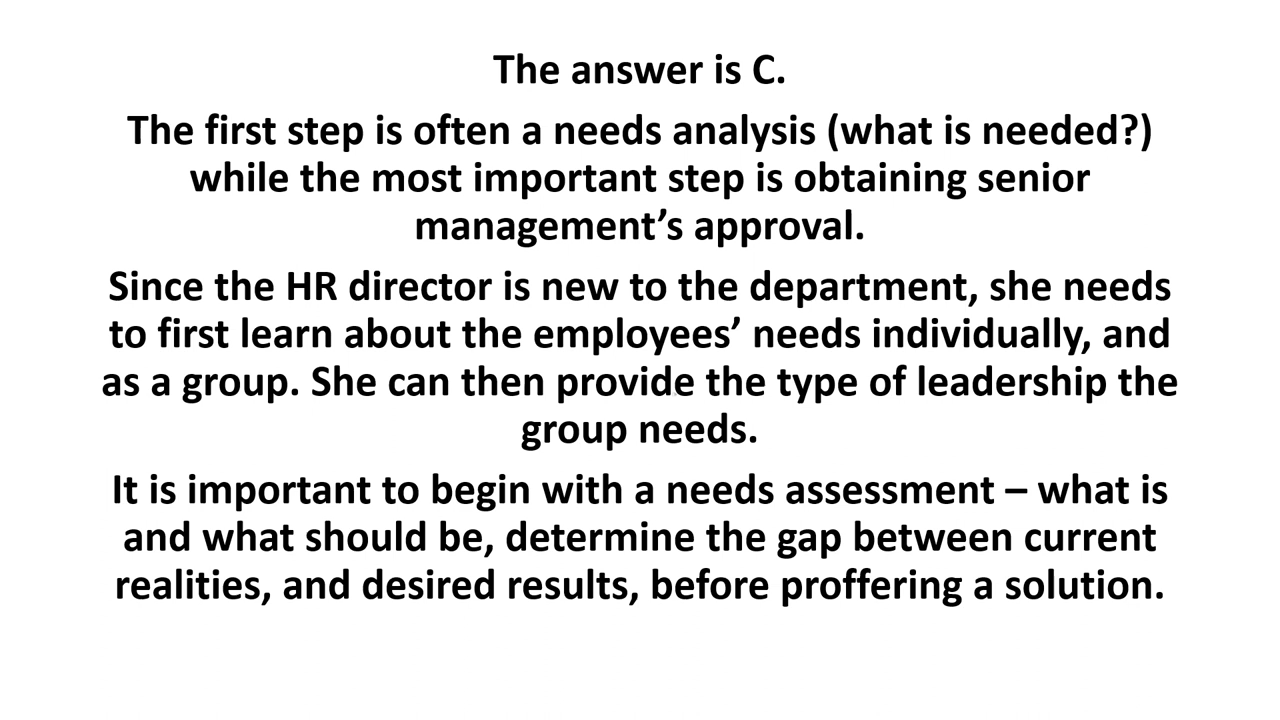 The answer is C.
The first step is often a needs analysis (what is needed?)
while the most important step is obtaining senior
management’s approval.
Since the HR director is new to the department, she needs
to first learn about the employees’ needs individually, and
as a group. She can then provide the type of leadership the
group needs.
It is important to begin with a needs assessment – what is
and what should be, determine the gap between current
realities, and desired results, before proffering a solution.